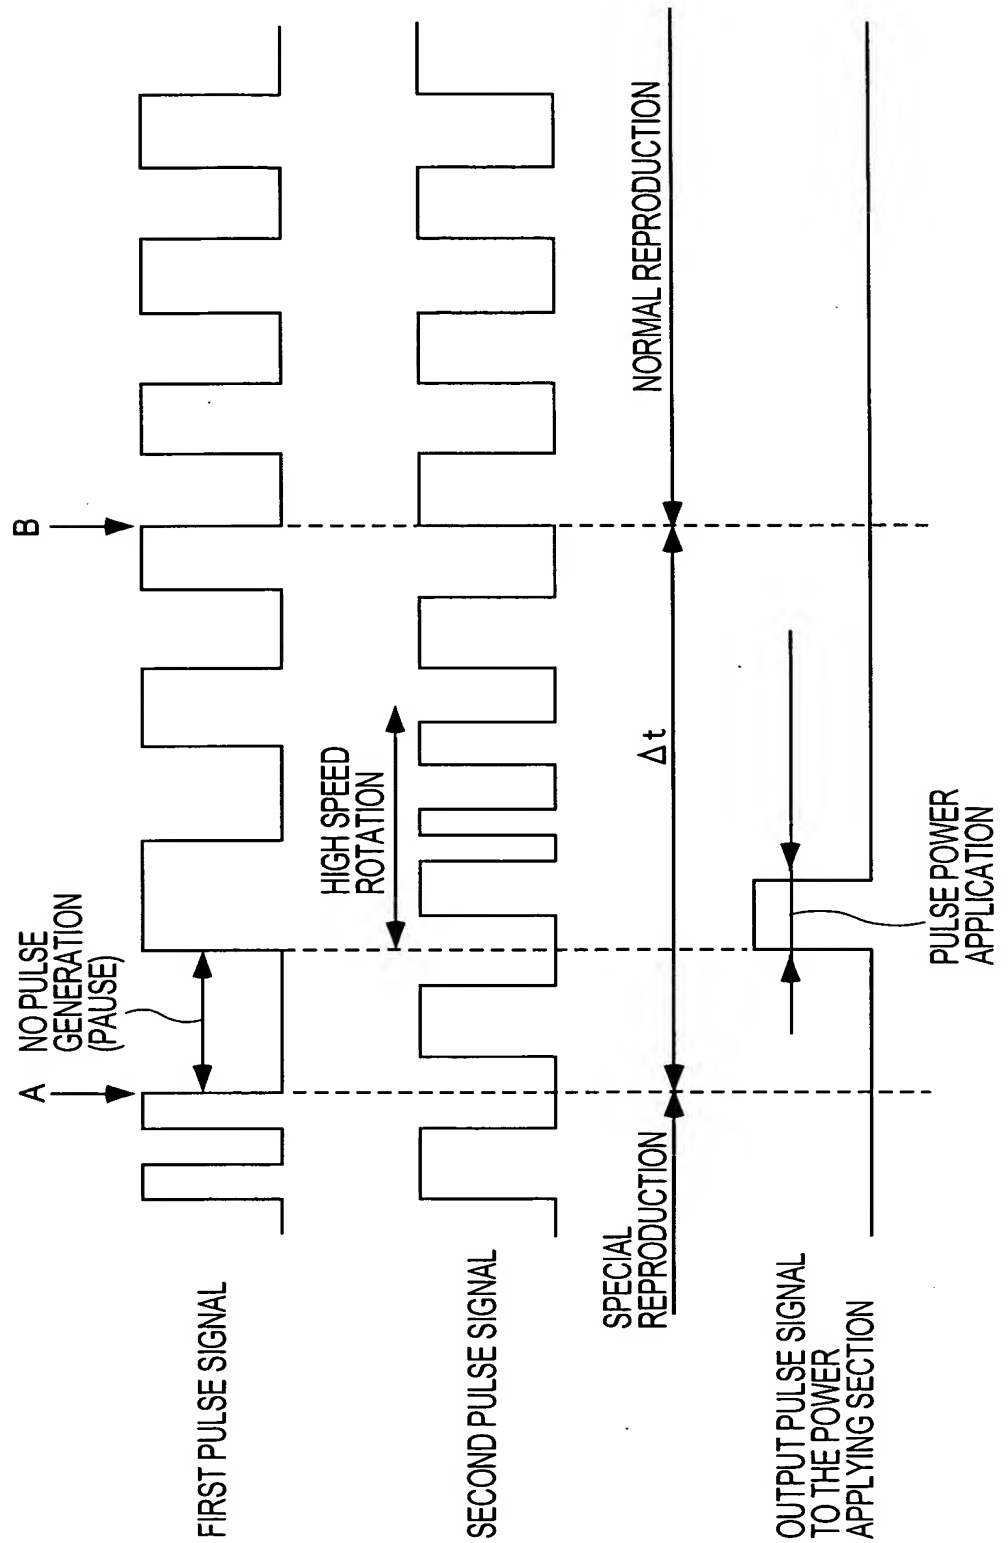 A
NO PULSE
GENERATION
(PAUSE)
B
FIRST PULSE SIGNAL
HIGH SPEED
ROTATION
SECOND PULSE SIGNAL
SPECIAL
REPRODUCTION
Δt
NORMAL REPRODUCTION
OUTPUT PULSE SIGNAL
TO THE POWER
APPLYING SECTION
PULSE POWER
APPLICATION